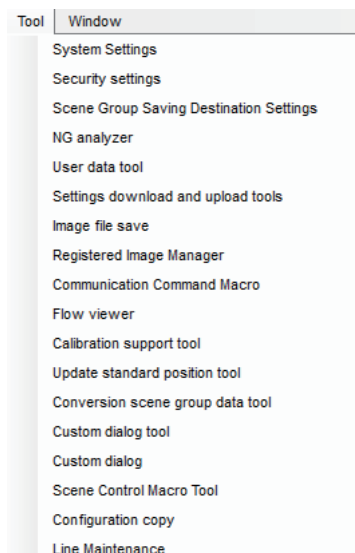 Tool Window
System Settings
Security settings
Scene Group Saving Destination Settings
NG analyzer
User data tool
Settings download and upload tools
Image file save
Registered Image Manager
Communication Command Macro
Flow viewer
Calibration support tool
Update standard position tool
Conversion scene group data tool
Custom dialog tool
Custom dialog
Scene Control Macro Tool
Configuration copy
Line Maintenance